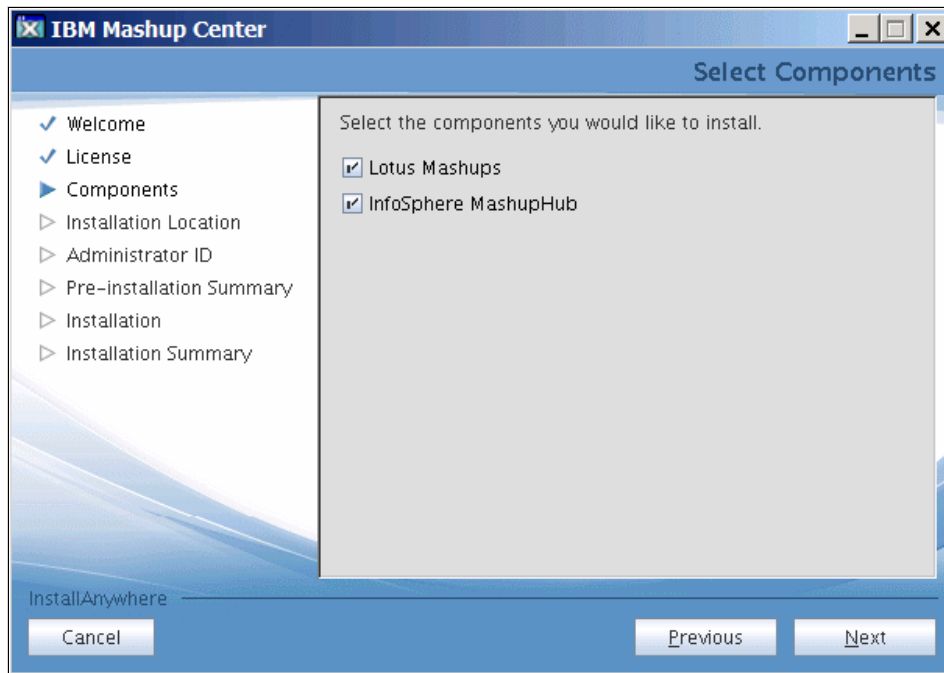 IBM Mashup Center
Select Components
Welcome
License
Components
Installation Location
Administrator ID
Pre-installation Summary
Installation
Installation Summary
Select the components you would like to install.
Lotus Mashups
InfoSphere MashupHub
InstallAnywhere
Cancel
Previous
Next